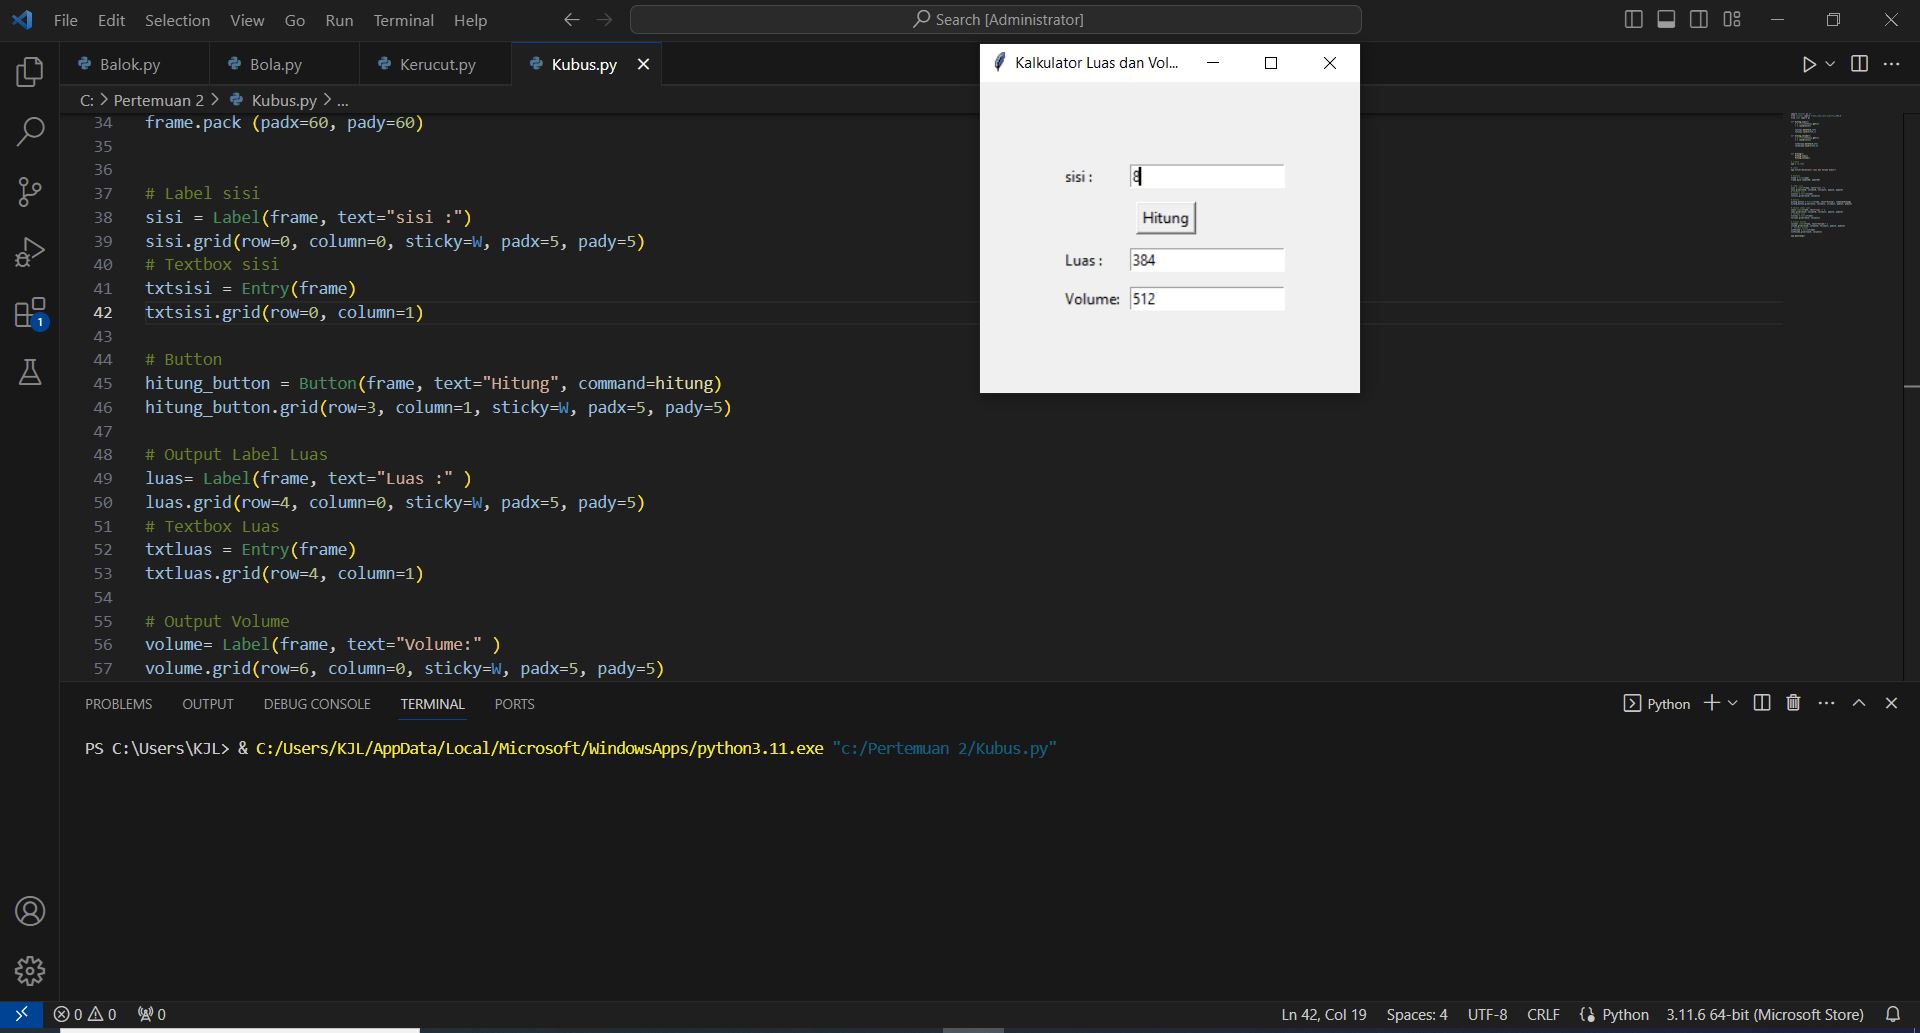 File Edit Selection View Go Run Terminal Help
Search [Administrator]
Balok.py Bola.py Kerucut.py Kubus.py
C: > Pertemuan 2 > Kubus.py > ...
34 frame.pack (padx=60, pady=60)
35
36
37 # Label sisi
38 sisi = Label(frame, text="sisi :")
39 sisi.grid(row=0, column=0, sticky=W, padx=5, pady=5)
40 # Textbox sisi
41 txtsisi = Entry(frame)
42 txtsisi.grid(row=0, column=1)
43
44 # Button
45 hitung_button = Button(frame, text="Hitung", command=hitung)
46 hitung_button.grid(row=3, column=1, sticky=W, padx=5, pady=5)
47
48 # Output Label Luas
49 luas= Label(frame, text="Luas :" )
50 luas.grid(row=4, column=0, sticky=W, padx=5, pady=5)
51 # Textbox Luas
52 txtluas = Entry(frame)
53 txtluas.grid(row=4, column=1)
54
55 # Output Volume
56 volume= Label(frame, text="Volume:" )
57 volume.grid(row=6, column=0, sticky=W, padx=5, pady=5)
Kalkulator Luas dan Vol...
sisi : 8
Hitung
Luas : 384
Volume: 512
PROBLEMS OUTPUT DEBUG CONSOLE TERMINAL PORTS
Python
PS C:\Users\KJL> & C:/Users/KJL/AppData/Local/Microsoft/WindowsApps/python3.11.exe "c:/Pertemuan 2/Kubus.py"
1
0 0 0
Ln 42, Col 19 Spaces: 4 UTF-8 CRLF Python 3.11.6 64-bit (Microsoft Store)